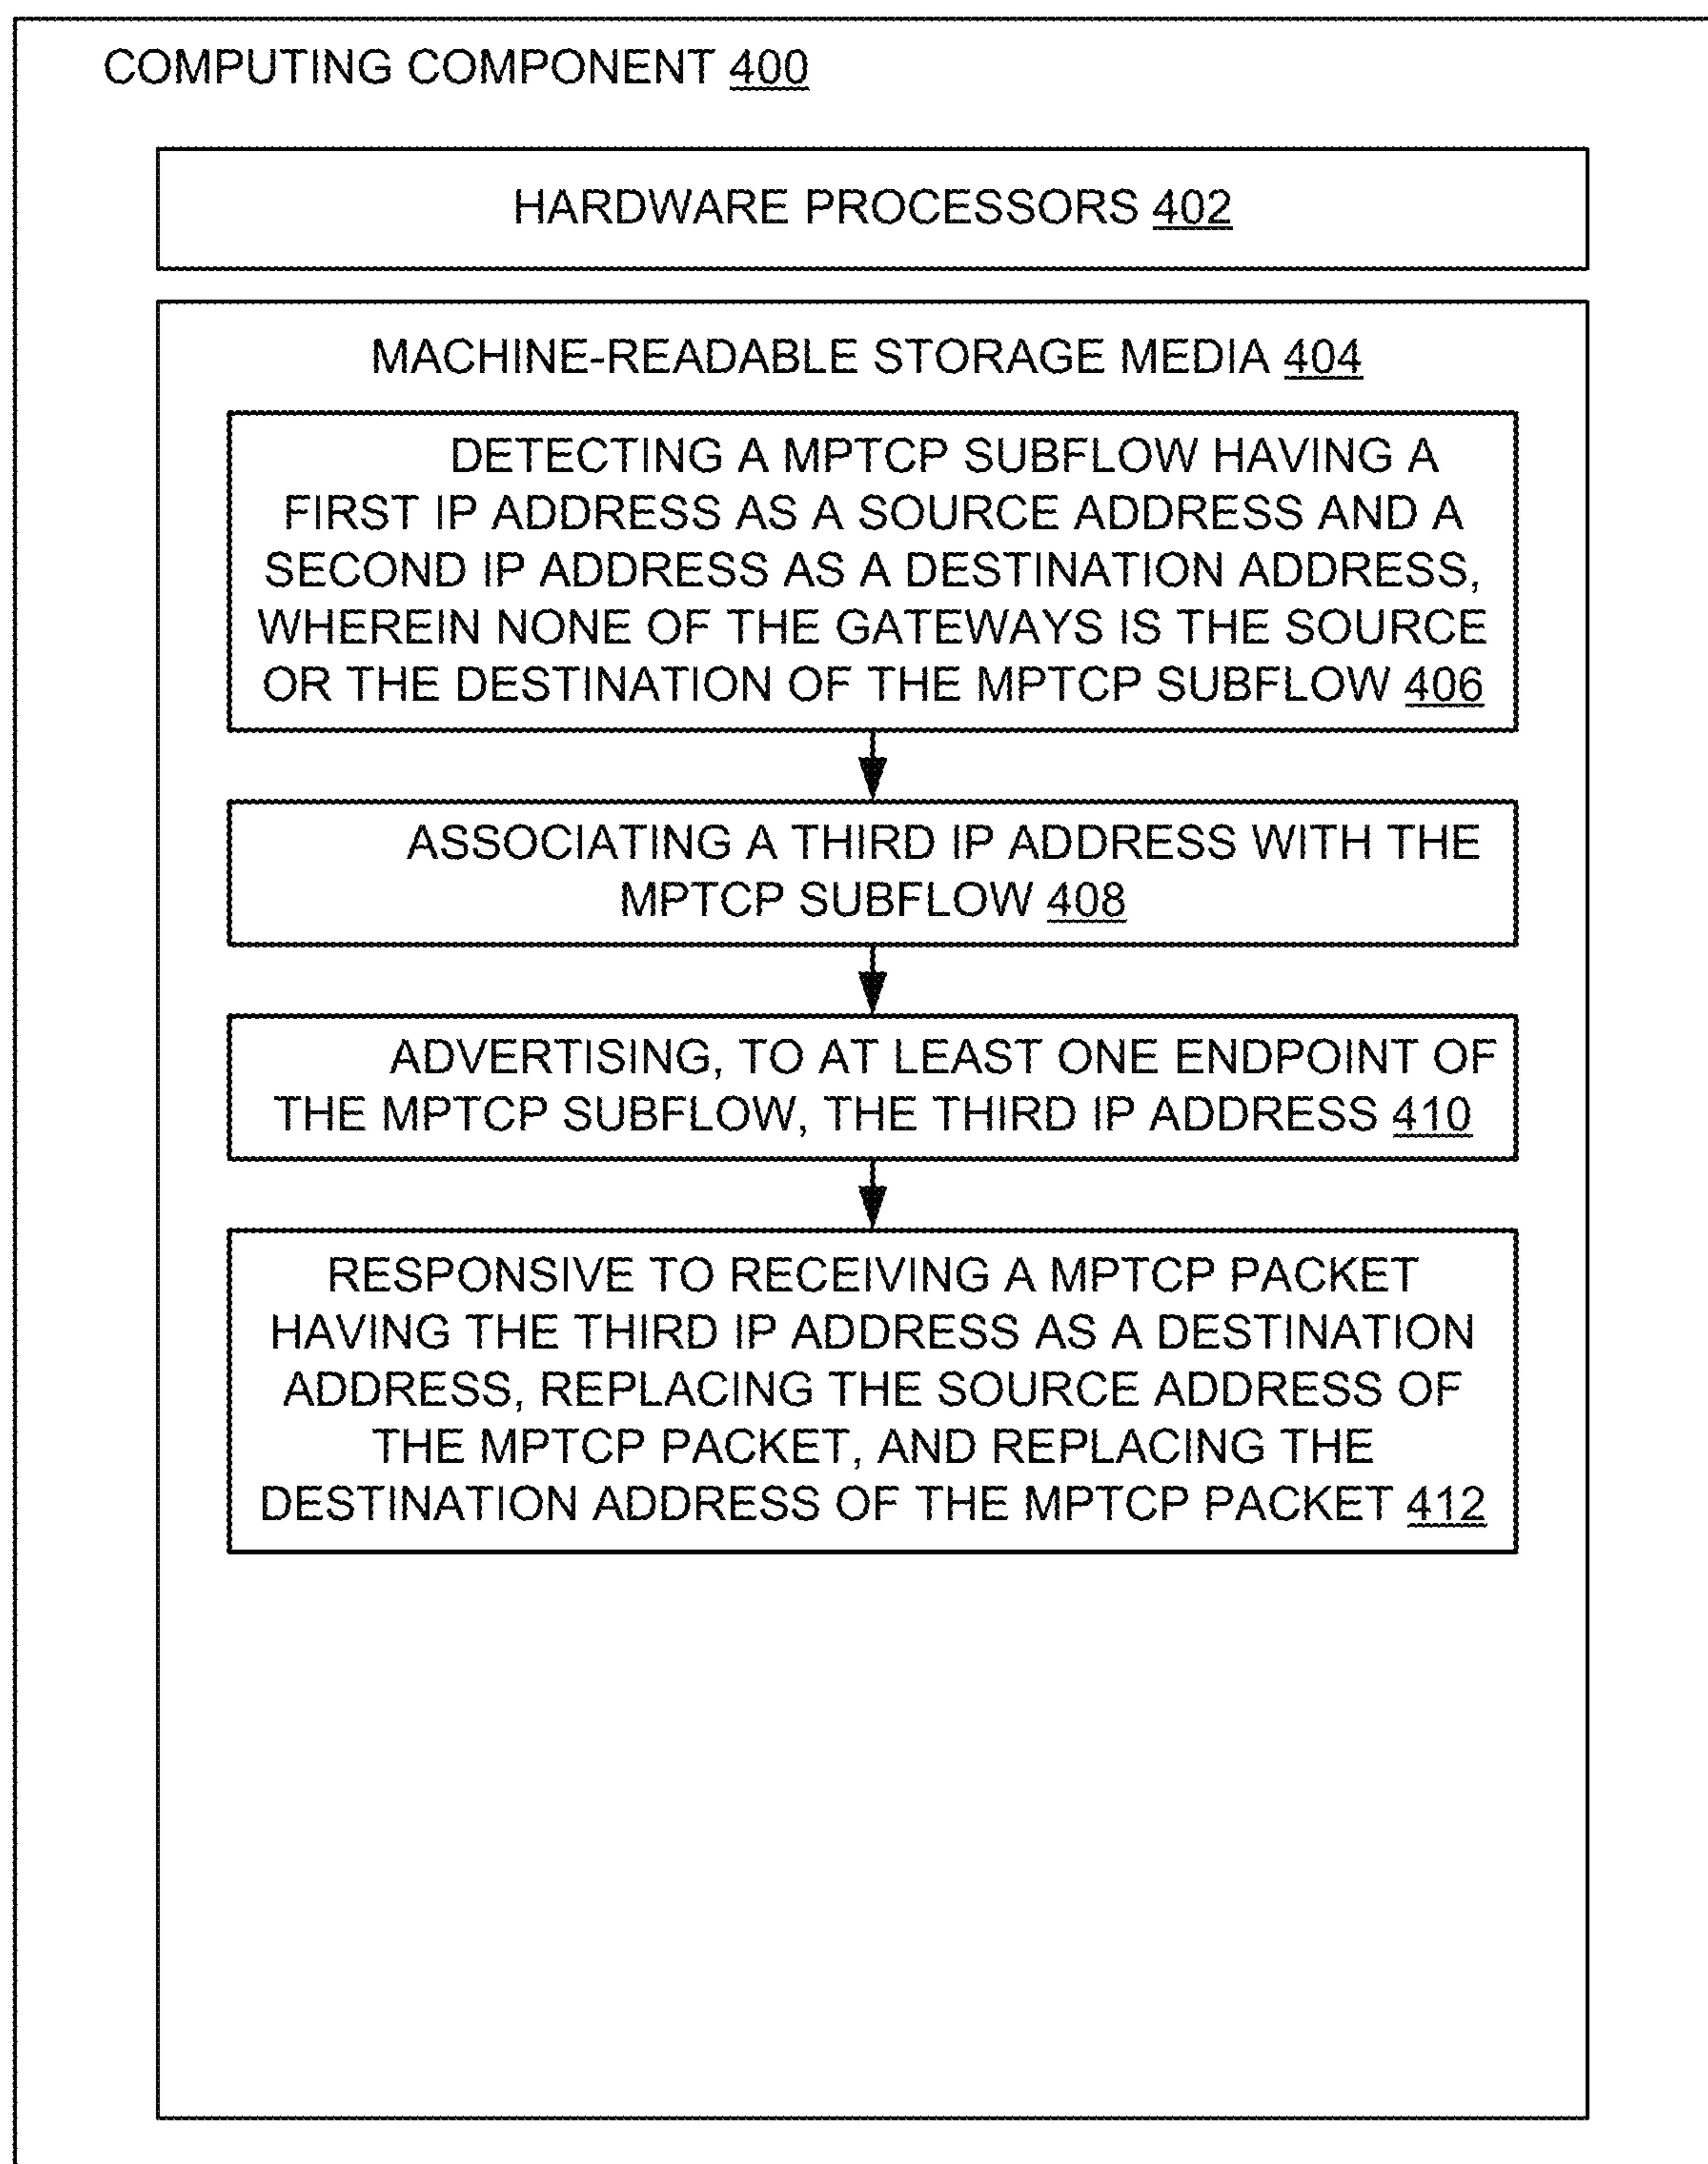 COMPUTING COMPONENT 400
HARDWARE PROCESSORS 402
MACHINE-READABLE STORAGE MEDIA 404
DETECTING A MPTCP SUBFLOW HAVING A
FIRST IP ADDRESS AS A SOURCE ADDRESS AND A
SECOND IP ADDRESS AS A DESTINATION ADDRESS,
WHEREIN NONE OF THE GATEWAYS IS THE SOURCE
OR THE DESTINATION OF THE MPTCP SUBFLOW 406
ASSOCIATING A THIRD IP ADDRESS WITH THE
MPTCP SUBFLOW 408
ADVERTISING, TO AT LEAST ONE ENDPOINT OF
THE MPTCP SUBFLOW, THE THIRD IP ADDRESS 410
RESPONSIVE TO RECEIVING A MPTCP PACKET
HAVING THE THIRD IP ADDRESS AS A DESTINATION
ADDRESS, REPLACING THE SOURCE ADDRESS OF
THE MPTCP PACKET, AND REPLACING THE
DESTINATION ADDRESS OF THE MPTCP PACKET 412